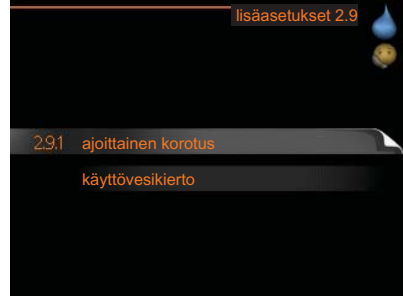 lisäasetukset 2.9
2.9.1 ajoittainen korotus
käyttövesikierto